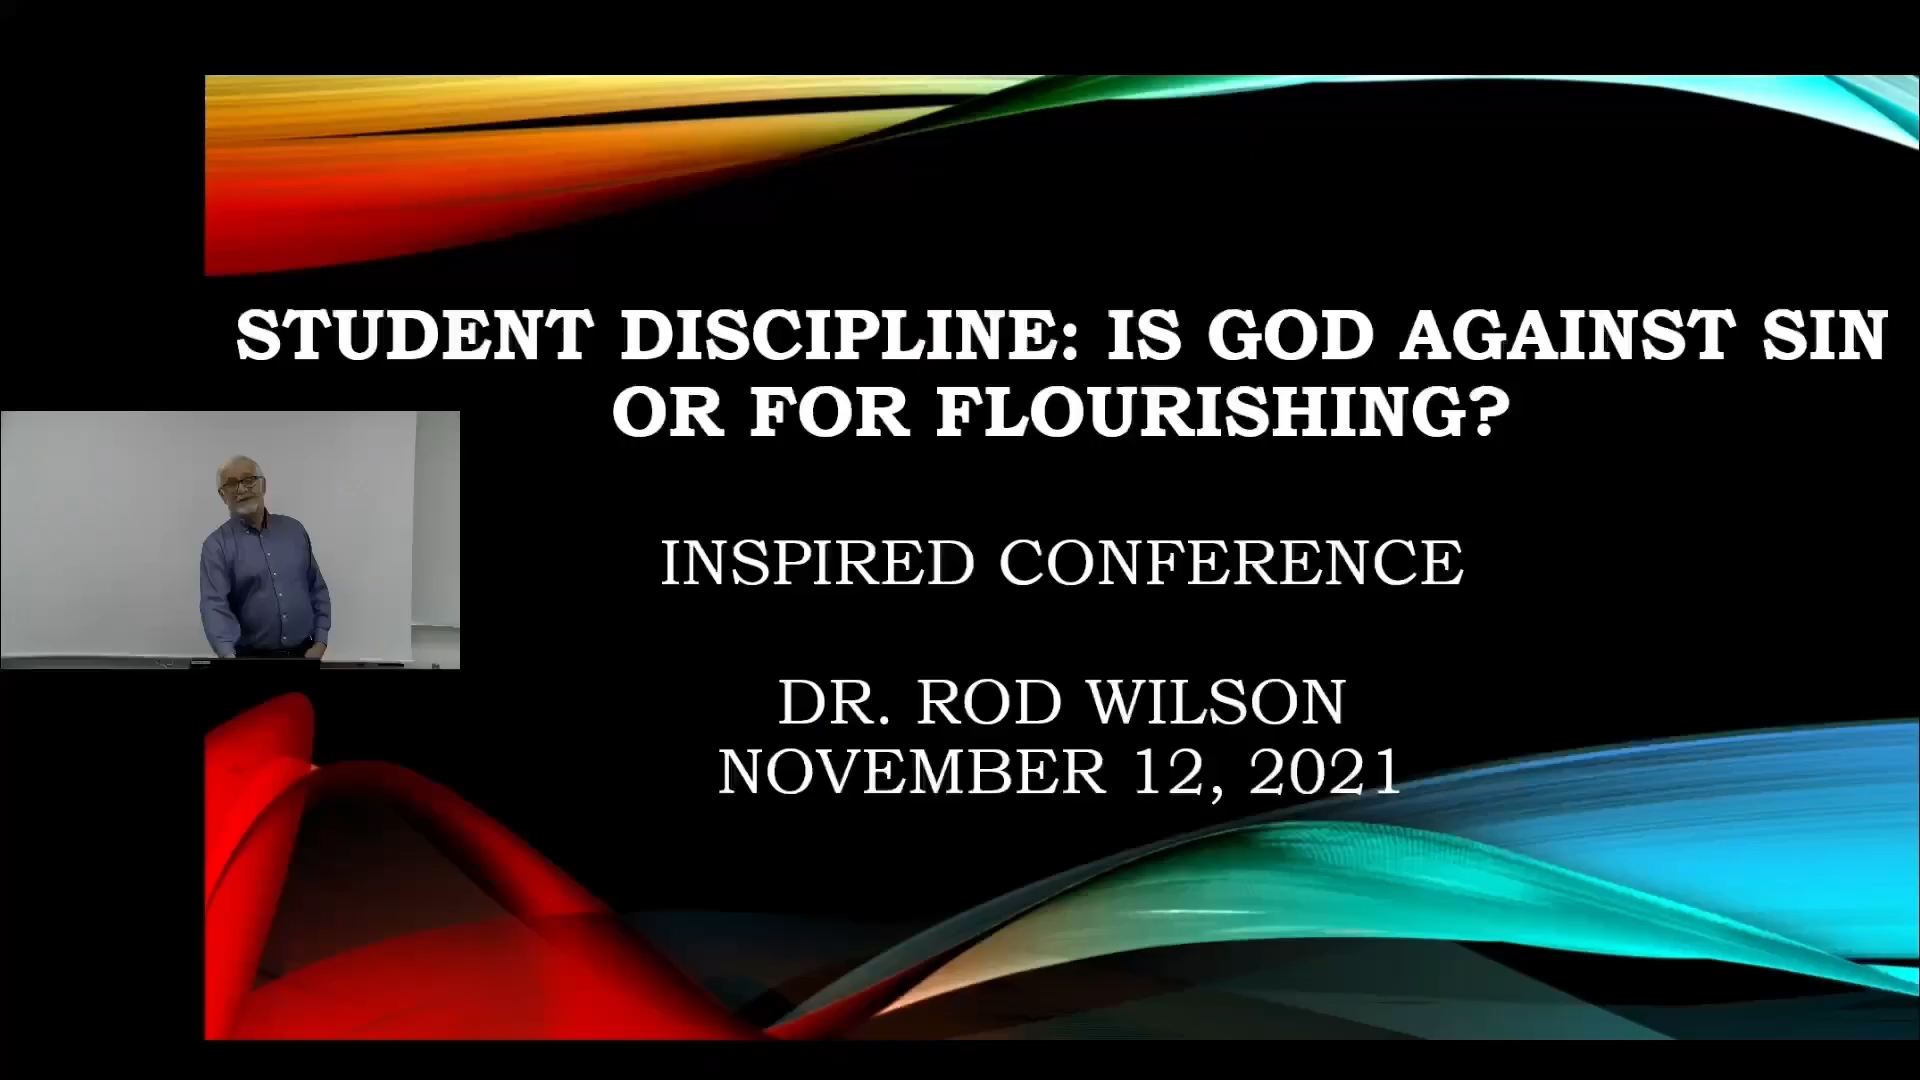 STUDENT DISCIPLINE: IS GOD AGAINST SIN
OR FOR FLOURISHING?
INSPIRED CONFERENCE
DR. ROD WILSON
NOVEMBER 12, 2021